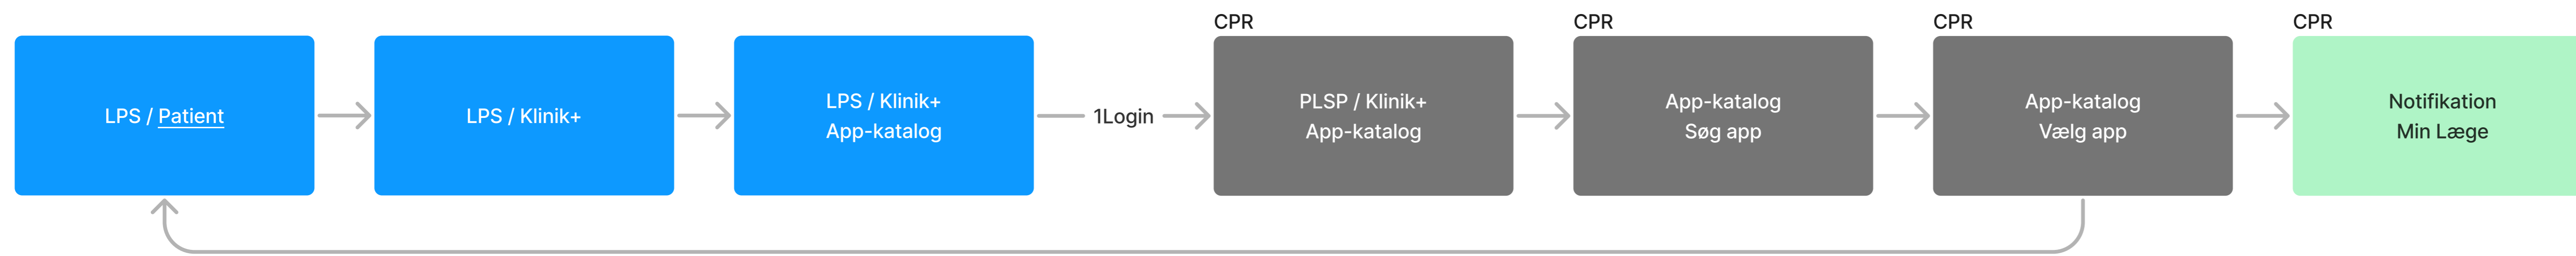 CPR
CPR
CPR
CPR
LPS / Patient
LPS / Klinik+
LPS / Klinik+
App-katalog
1Login
PLSP / Klinik+
App-katalog
App-katalog
Søg app
App-katalog
Vælg app
Notifikation
Min Læge